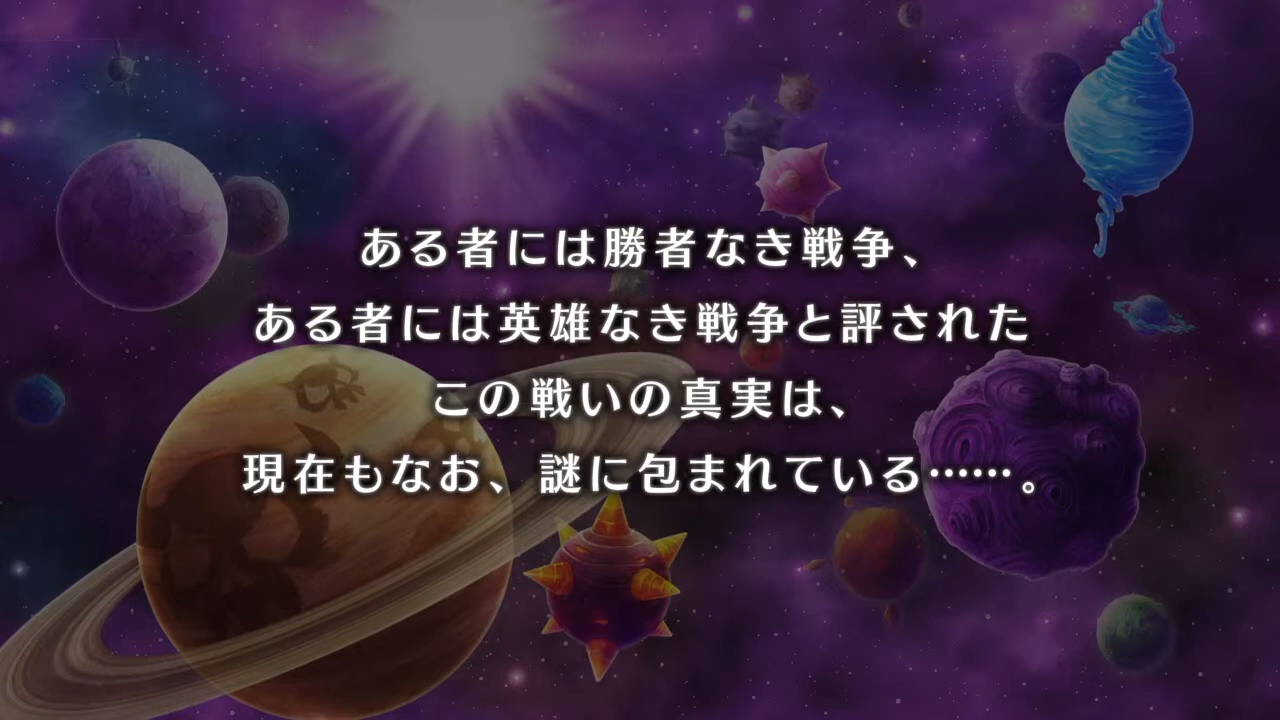 ある者には勝者なき戦争、
ある者には英雄なき戦争と評された
この戦いの真実は、
現在もなお、謎に包まれている……。